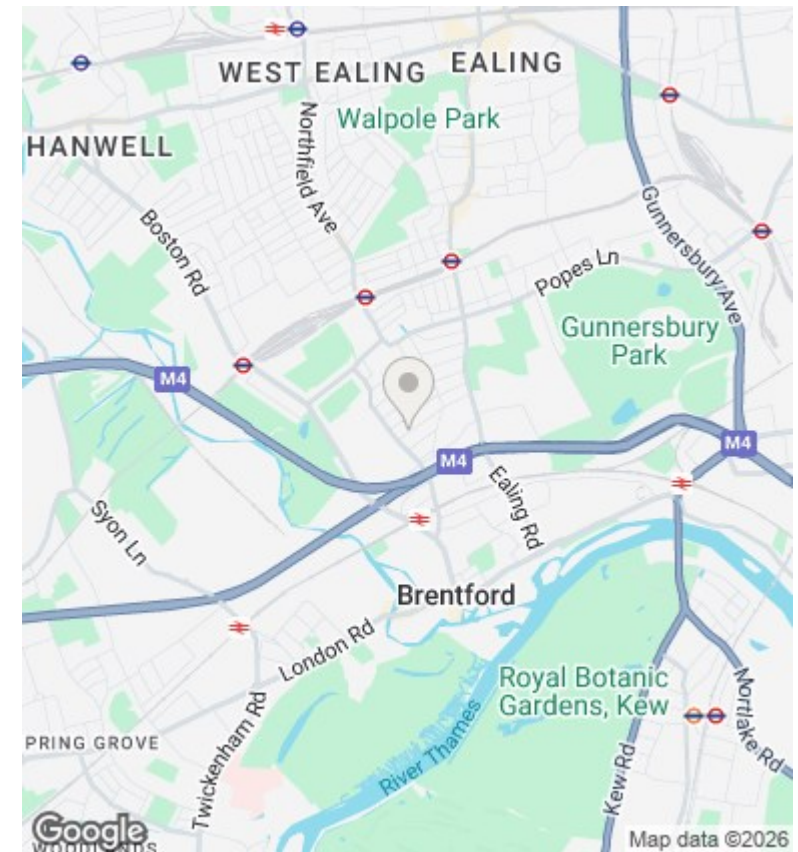 EALING
WEST EALING
Walpole Park
HANWELL
Northfield Ave
Boston Rd
Gunnersbury Ave
Popes Ln
Gunnersbury
Park
M4
M4
M4
Ealing Rd
Syon Ln
Brentford
London Rd
Royal Botanic
Gardens, Kew
PRING GROVE
Twickenham Rd
River Thames
Kew Rd
Mortlake Rd
Google
Map data ©2026